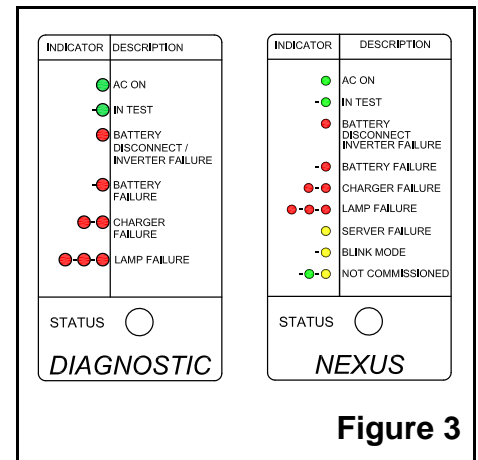 INDICATOR DESCRIPTION
AC ON
IN TEST
BATTERY
DISCONNECT /
INVERTER FAILURE
BATTERY
FAILURE
CHARGER
FAILURE
LAMP FAILURE
STATUS
DIAGNOSTIC
INDICATOR DESCRIPTION
AC ON
IN TEST
BATTERY
DISCONNECT
INVERTER FAILURE
BATTERY FAILURE
CHARGER FAILURE
LAMP FAILURE
SERVER FAILURE
BLINK MODE
NOT COMMISSIONED
STATUS
NEXUS
Figure 3